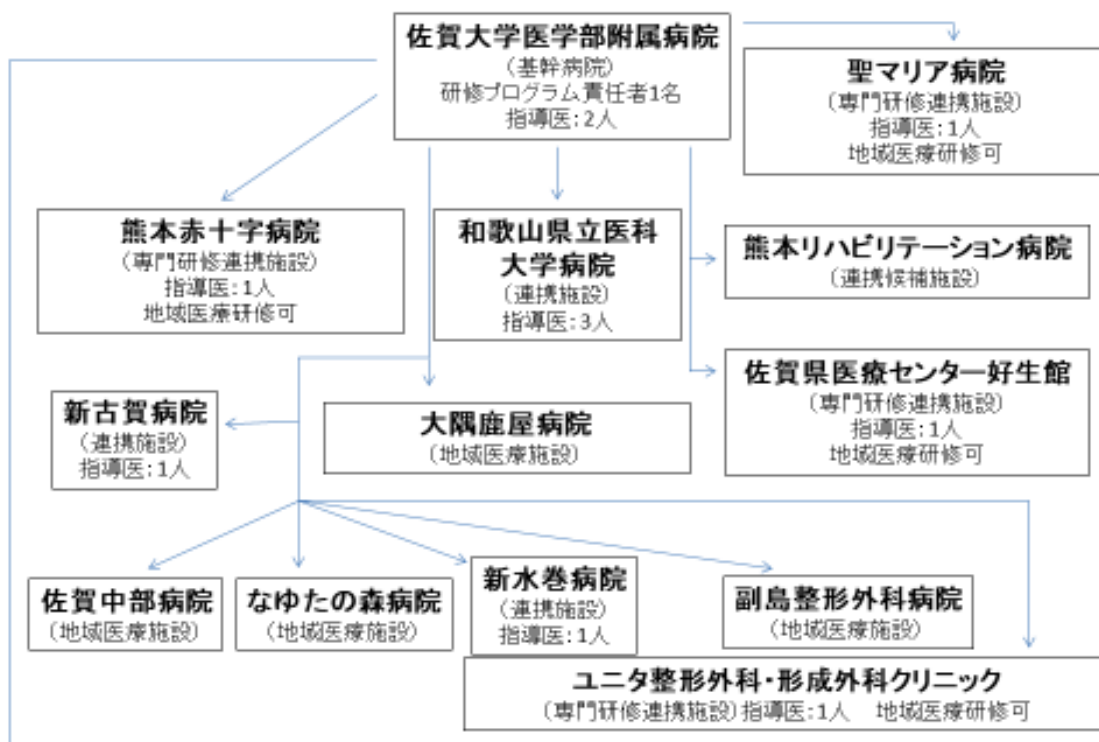 佐賀大学医学部附属病院
(基幹病院)
研修プログラム責任者1名
指導医:2人
聖マリア病院
(専門研修連携施設)
指導医:1人
地域医療研修可
熊本赤十字病院
(専門研修連携施設)
指導医:1人
地域医療研修可
和歌山県立医科
大学病院
(連携施設)
指導医:3人
熊本リハビリテーション病院
(連携候補施設)
佐賀県医療センター好生館
(専門研修連携施設)
指導医:1人
地域医療研修可
新古賀病院
(連携施設)
指導医:1人
大隅鹿屋病院
(地域医療施設)
佐賀中部病院
(地域医療施設)
なゆたの森病院
(地域医療施設)
新水巻病院
(連携施設)
指導医:1人
副島整形外科病院
(地域医療施設)
ユニタ整形外科・形成外科クリニック
(専門研修連携施設)指導医:1人 地域医療研修可